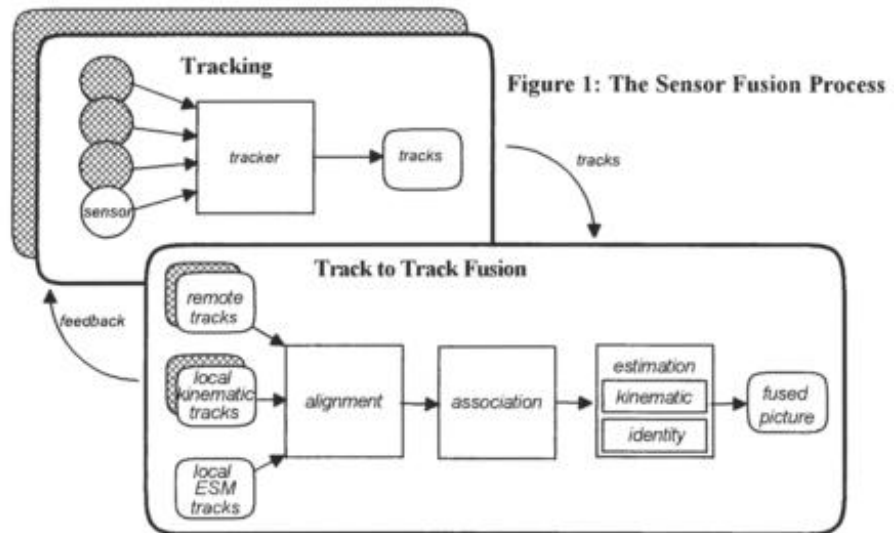 Tracking
Figure 1: The Sensor Fusion Process
tracker
tracks
tracks
sensor
Track to Track Fusion
feedback
remote
tracks
local
kinematic
tracks
local
ESM
tracks
alignment
association
estimation
kinematic
identity
fused
picture